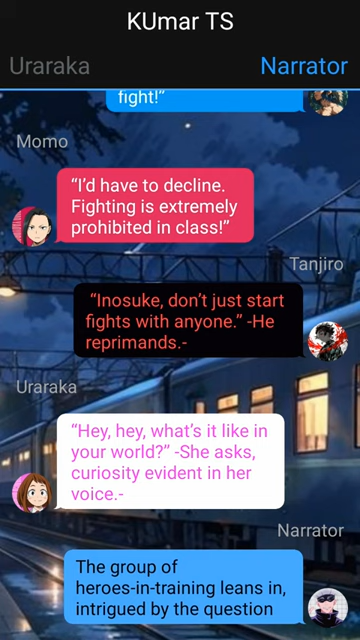 KUmar TS
Uraraka
Narrator
fight!”
Momo
“I’d have to decline.
Fighting is extremely
prohibited in class!”
Tanjiro
“Inosuke, don’t just start
fights with anyone.” -He
reprimands.-
Uraraka
“Hey, hey, what’s it like in
your world?” -She asks,
curiosity evident in her
voice.-
Narrator
The group of
heroes-in-training leans in,
intrigued by the question